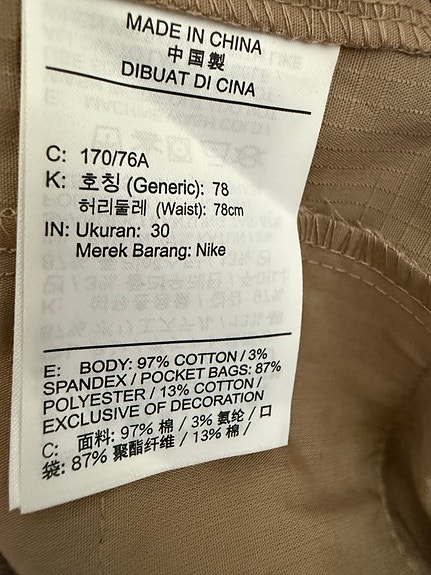 MADE IN CHINA
中国製
DIBUAT DI CINA
C: 170/76A
K: 호칭 (Generic): 78
허리둘레 (Waist): 78cm
IN: Ukuran: 30
Merek Barang: Nike
E: BODY: 97% COTTON / 3%
SPANDEX / POCKET BAGS: 87%
POLYESTER / 13% COTTON /
EXCLUSIVE OF DECORATION
C: 面料: 97% 棉 / 3% 氨纶 / 口
袋: 87% 聚酯纤维 / 13% 棉 /